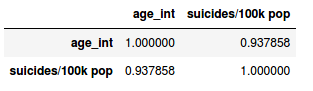 age_int suicides/100k pop
age_int 1.000000 0.937858
suicides/100k pop 0.937858 1.000000